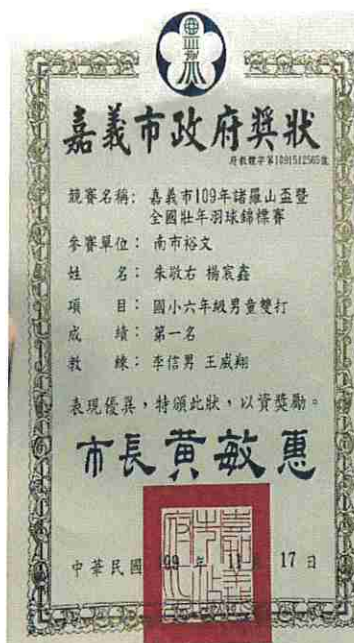 嘉義市政府獎狀
府教體字第1091512565號
競賽名稱：嘉義市109年諸羅山盃暨
全國壯年羽球錦標賽
參賽單位：南市裕文
姓　　名：朱敬右 楊宸鑫
項　　目：國小六年級男童雙打
成　　績：第一名
教　　練：李信男 王威翔
表現優異，特頒此狀，以資獎勵。
市長黃敏惠
中華民國 109 年 11 月 17 日